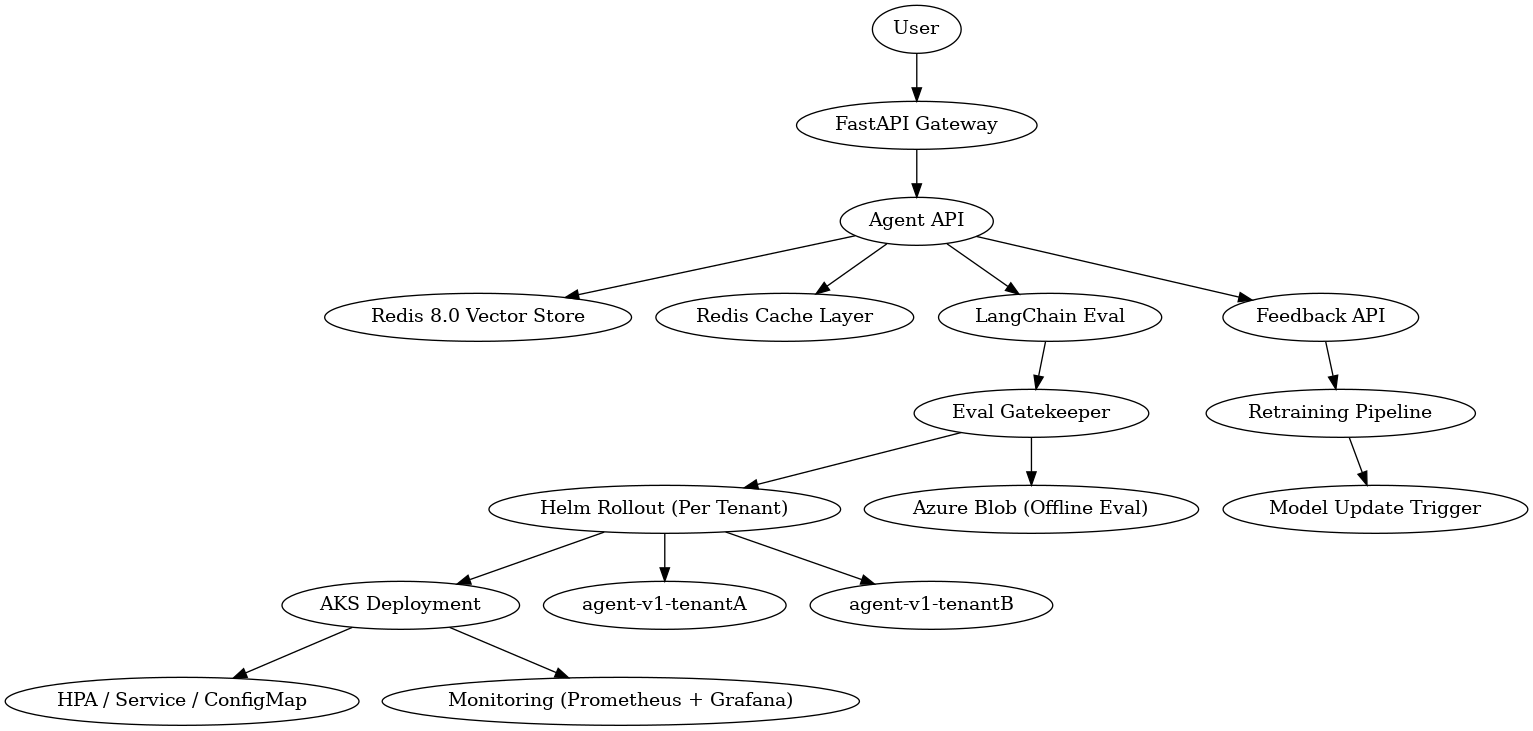 User
FastAPI Gateway
Agent API
Redis 8.0 Vector Store
Redis Cache Layer
LangChain Eval
Feedback API
Eval Gatekeeper
Retraining Pipeline
Helm Rollout (Per Tenant)
Azure Blob (Offline Eval)
Model Update Trigger
AKS Deployment
agent-v1-tenantA
agent-v1-tenantB
HPA / Service / ConfigMap
Monitoring (Prometheus + Grafana)